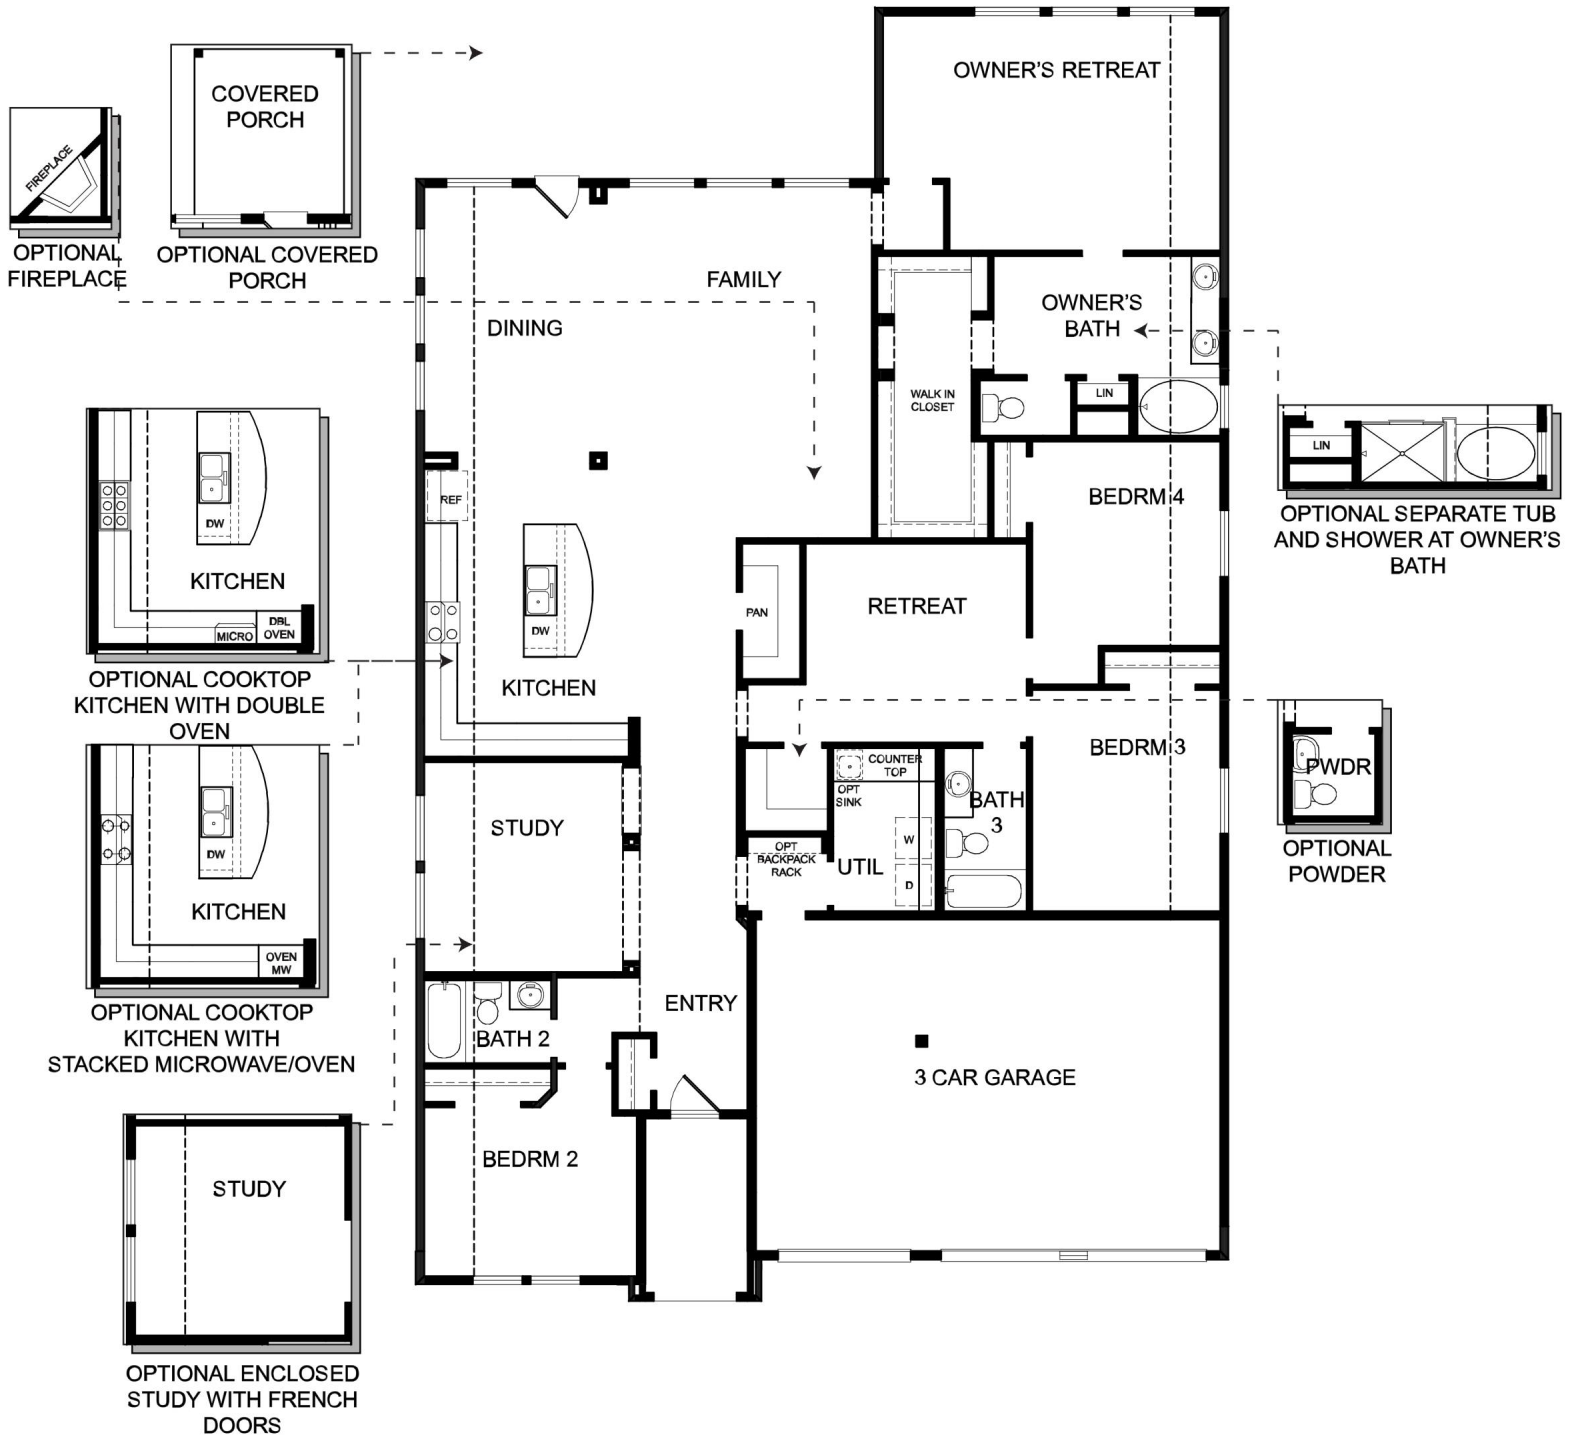 OWNER'S RETREAT
COVERED
PORCH
FIREPLACE
OPTIONAL
FIREPLACE
OPTIONAL COVERED
PORCH
FAMILY
DINING
OWNER'S
BATH
WALK IN
CLOSET
LIN
LIN
OPTIONAL SEPARATE TUB
AND SHOWER AT OWNER'S
BATH
BEDRM 4
REF
DW
KITCHEN
MICRO
DBL
OVEN
OPTIONAL COOKTOP
KITCHEN WITH DOUBLE
OVEN
DW
KITCHEN
PAN
RETREAT
BEDRM 3
PWDR
OPTIONAL
POWDER
DW
KITCHEN
OVEN
MW
OPTIONAL COOKTOP
KITCHEN WITH
STACKED MICROWAVE/OVEN
STUDY
COUNTER
TOP
OPT
SINK
BATH
3
OPT
BACKPACK
RACK
UTIL
W
D
ENTRY
BATH 2
3 CAR GARAGE
BEDRM 2
STUDY
OPTIONAL ENCLOSED
STUDY WITH FRENCH
DOORS